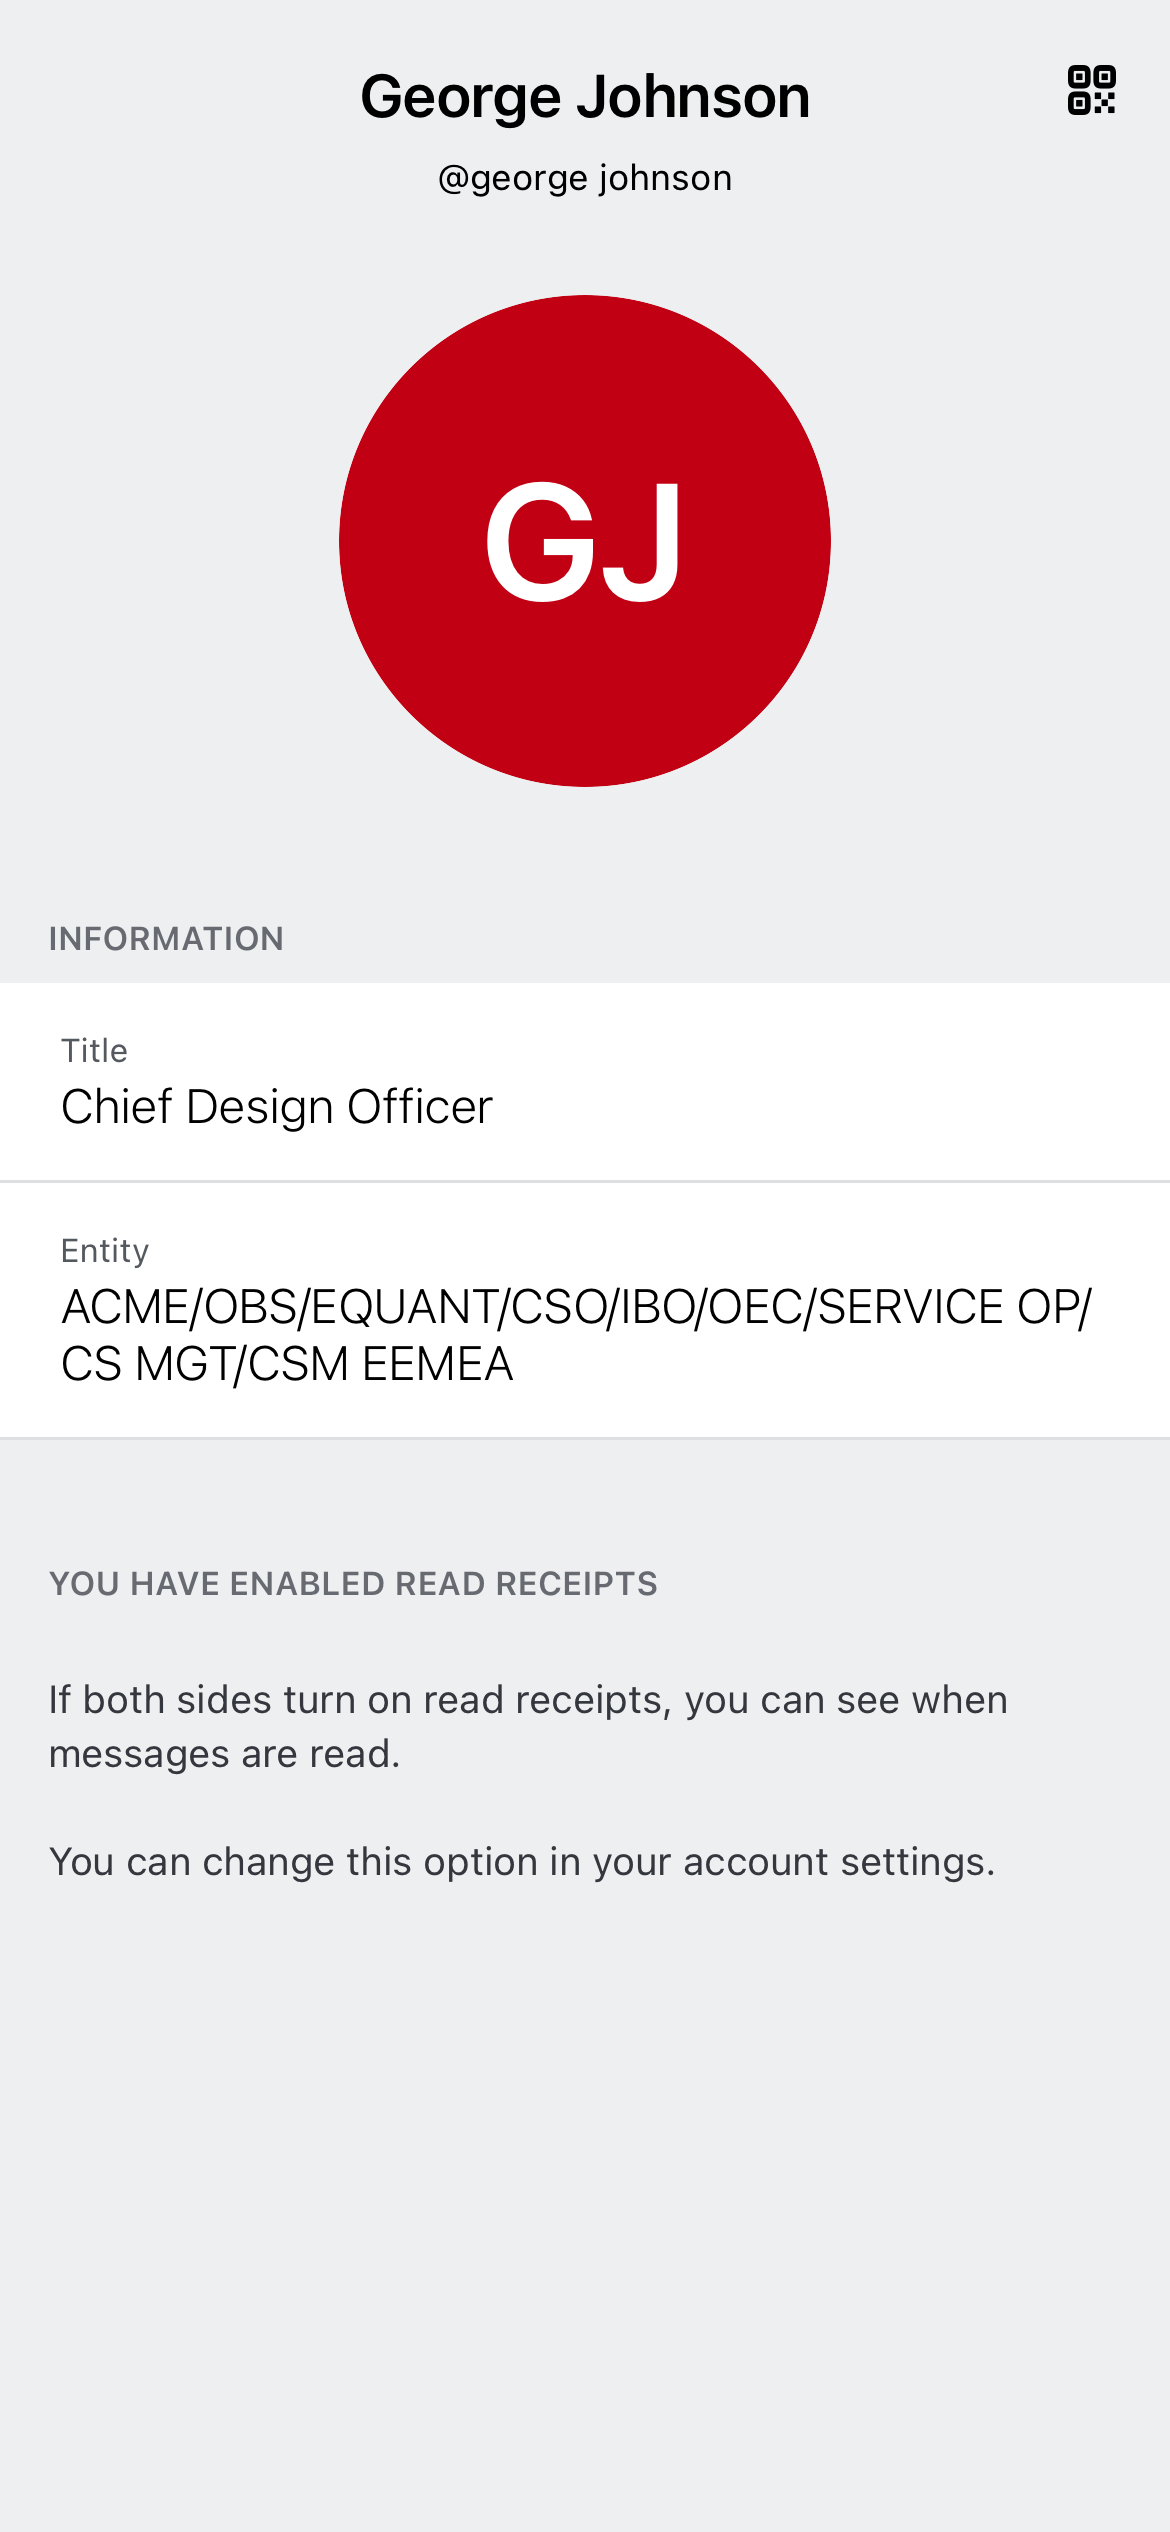 George Johnson
@george johnson
GJ
INFORMATION
Title
Chief Design Officer
Entity
ACME/OBS/EQUANT/CSO/IBO/OEC/SERVICE OP/
CS MGT/CSM EEMEA
YOU HAVE ENABLED READ RECEIPTS
If both sides turn on read receipts, you can see when
messages are read.
You can change this option in your account settings.